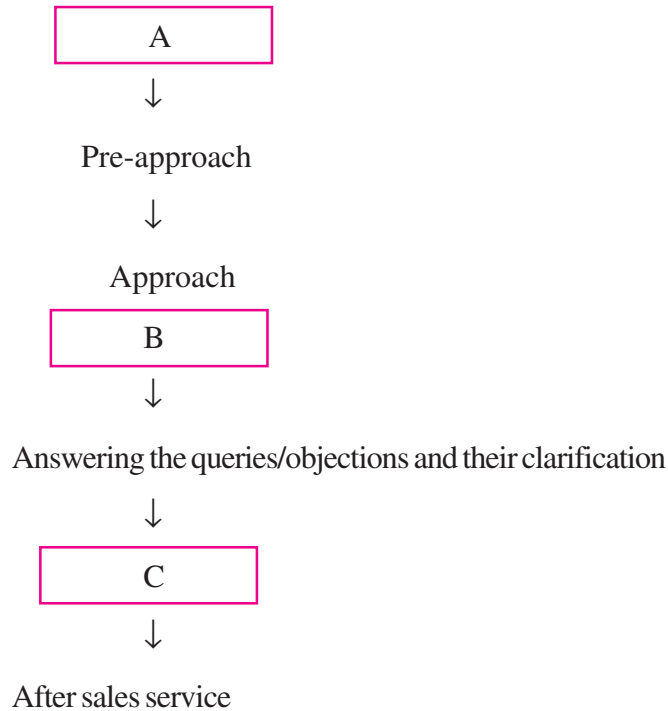 A
↓
Pre-approach
↓
Approach
B
↓
Answering the queries/objections and their clarification
↓
C
↓
After sales service